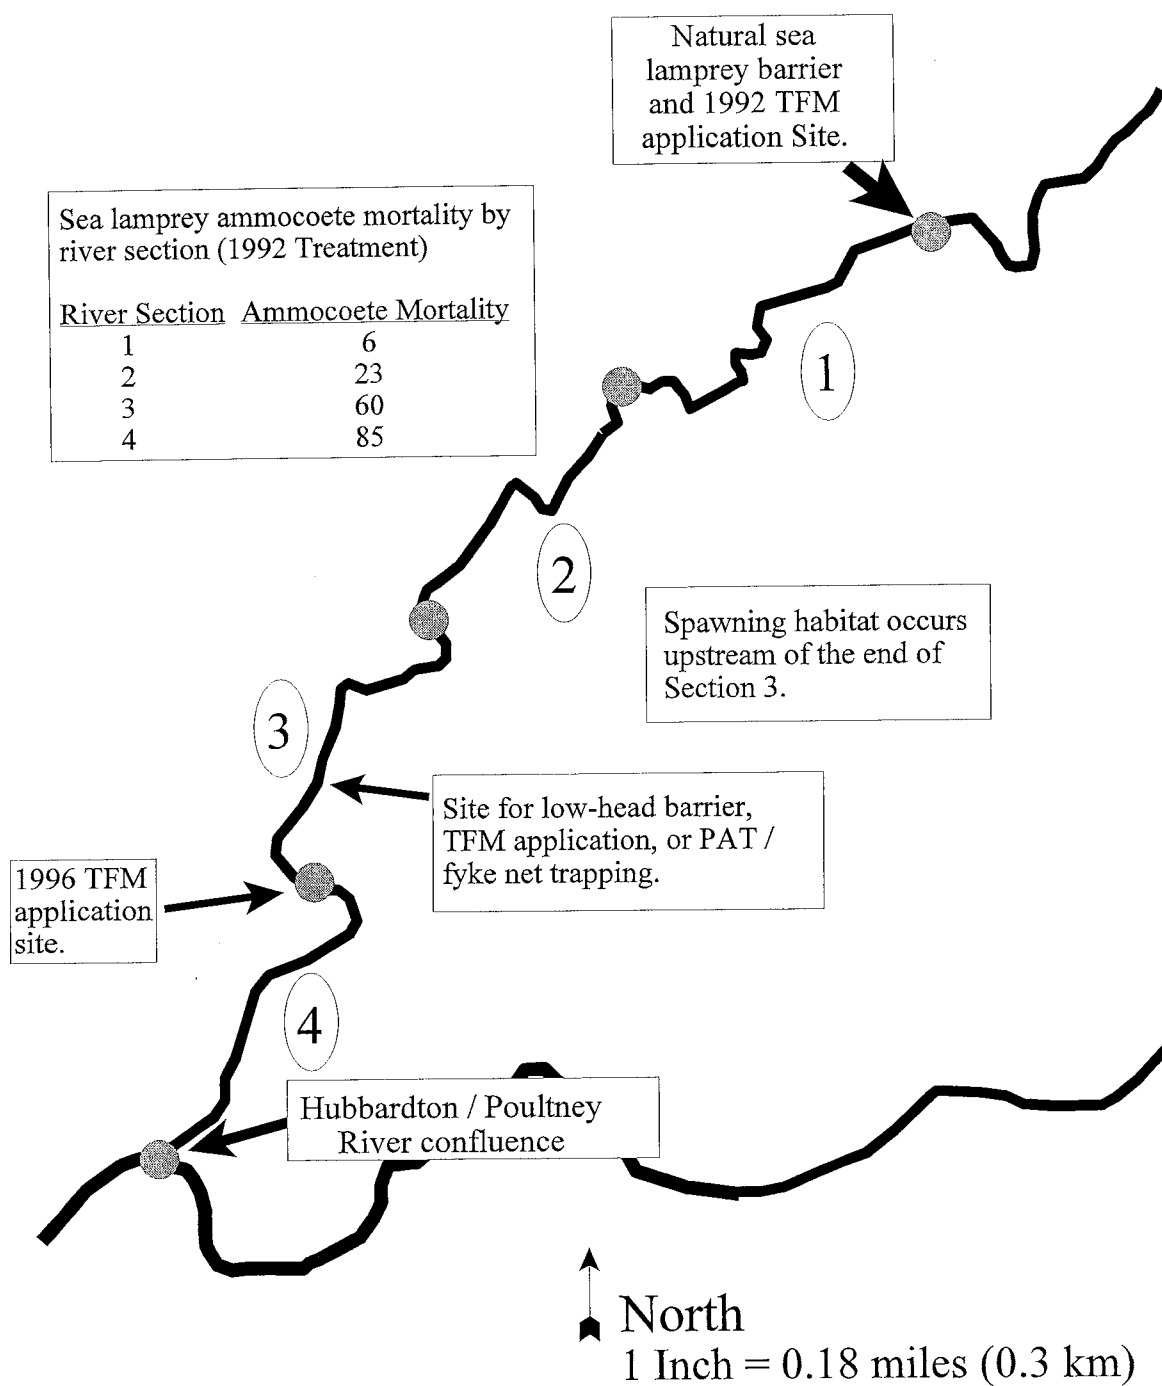 Natural sea
lamprey barrier
and 1992 TFM
application Site.
Sea lamprey ammocoete mortality by
river section (1992 Treatment)
River Section Ammocoete Mortality
1 6
2 23
3 60
4 85
1
2
Spawning habitat occurs
upstream of the end of
Section 3.
3
Site for low-head barrier,
TFM application, or PAT /
fyke net trapping.
1996 TFM
application
site.
4
Hubbardton / Poultney
River confluence
North
1 Inch = 0.18 miles (0.3 km)